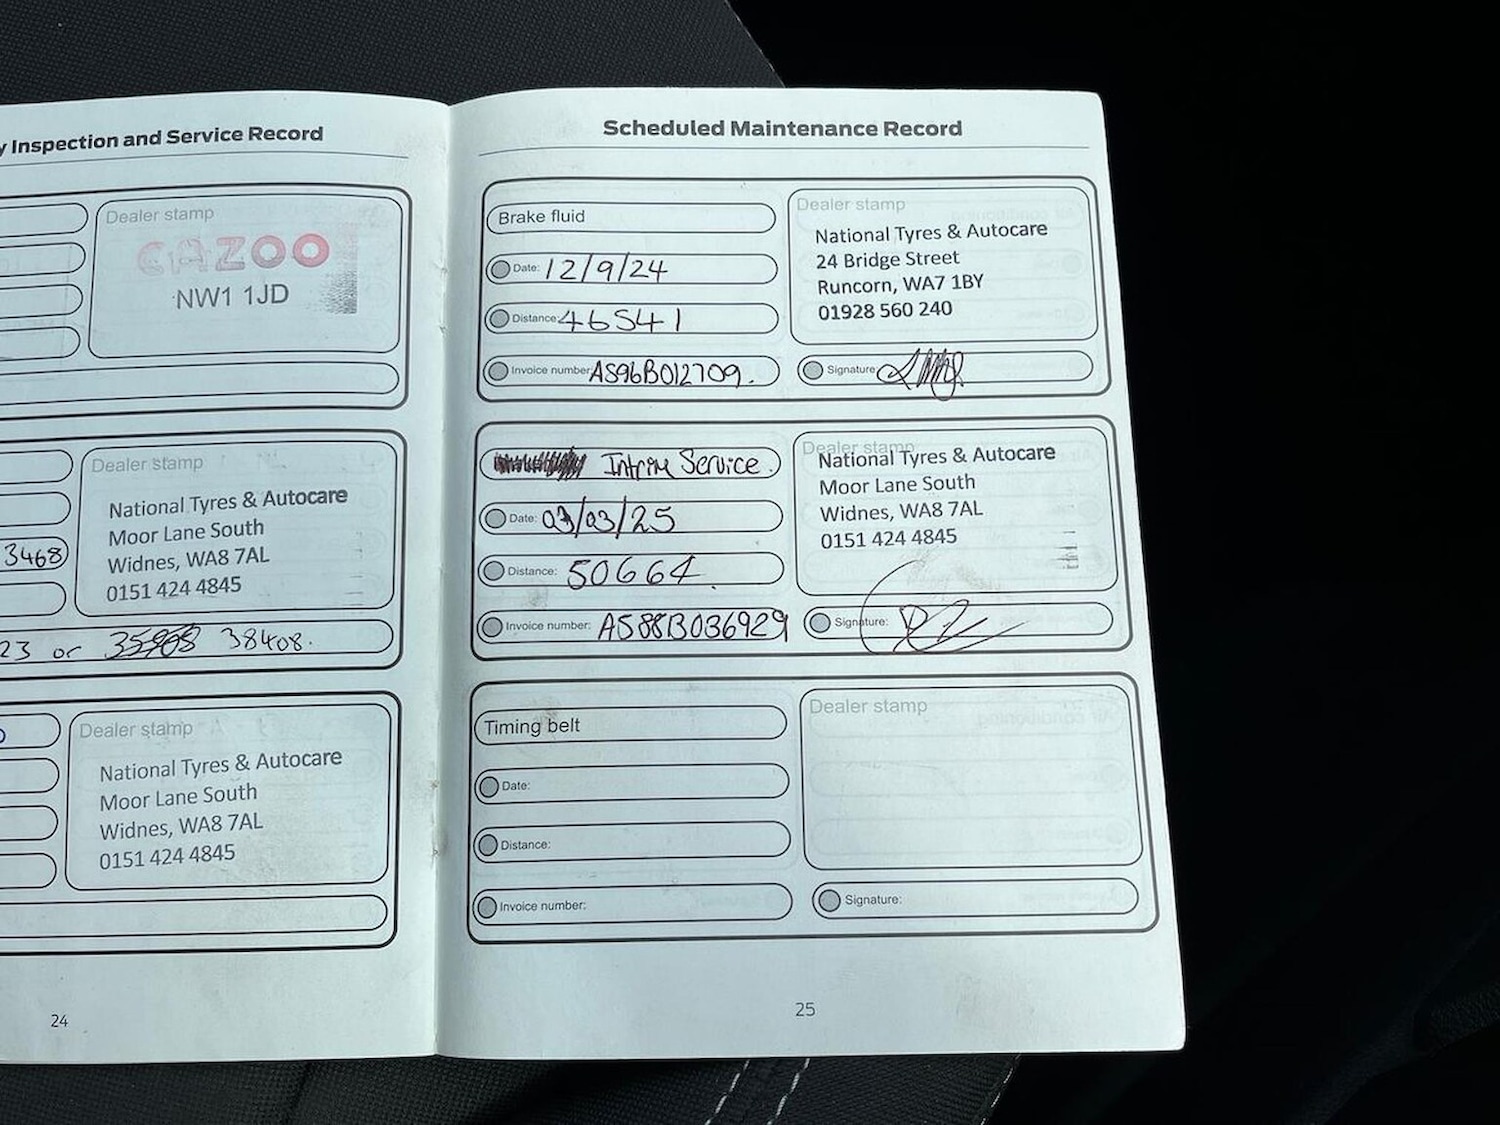 y Inspection and Service Record
Dealer stamp
CAZOO
NW1 1JD
Dealer stamp
National Tyres & Autocare
Moor Lane South
Widnes, WA8 7AL
0151 424 4845
3468
23 or 38408.
Dealer stamp
National Tyres & Autocare
Moor Lane South
Widnes, WA8 7AL
0151 424 4845
24
Scheduled Maintenance Record
Brake fluid
Date: 12/9/24
Distance: 46541
Invoice number: AS96B012709.
Dealer stamp
National Tyres & Autocare
24 Bridge Street
Runcorn, WA7 1BY
01928 560 240
Signature:
Intrim Service.
Date: 03/03/25
Distance: 50664
Invoice number: AS88B036929
Dealer stamp
National Tyres & Autocare
Moor Lane South
Widnes, WA8 7AL
0151 424 4845
Signature:
Timing belt
Date:
Distance:
Invoice number:
Dealer stamp
Signature:
25